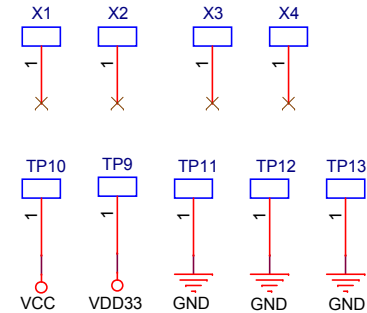 X1 X2 X3 X4
1 1 1 1
TP10 TP9 TP11 TP12 TP13
1 1 1 1 1
VCC VDD33 GND GND GND